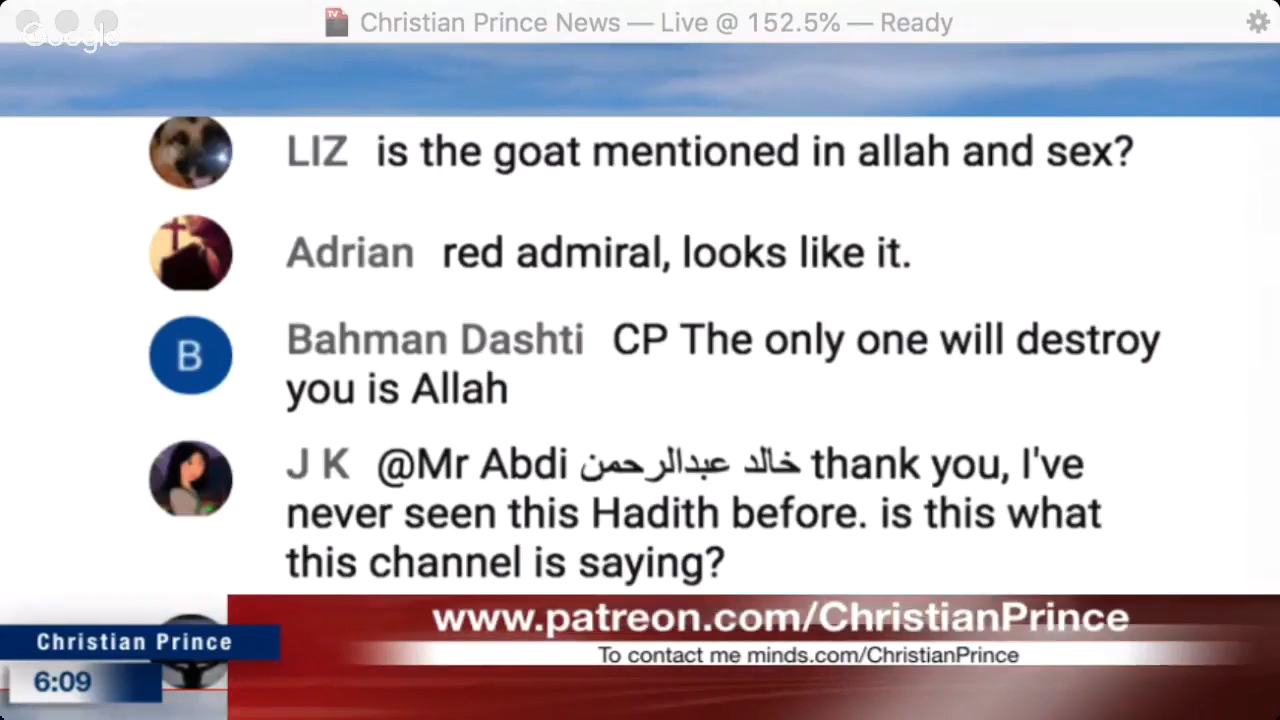 Christian Prince News — Live @ 152.5% — Ready
Google
LIZ is the goat mentioned in allah and sex?
Adrian red admiral, looks like it.
B
Bahman Dashti CP The only one will destroy
you is Allah
J K @Mr Abdi خالد عبدالرحمن thank you, I've
never seen this Hadith before. is this what
this channel is saying?
www.patreon.com/ChristianPrince
Christian Prince
To contact me minds.com/ChristianPrince
6:09